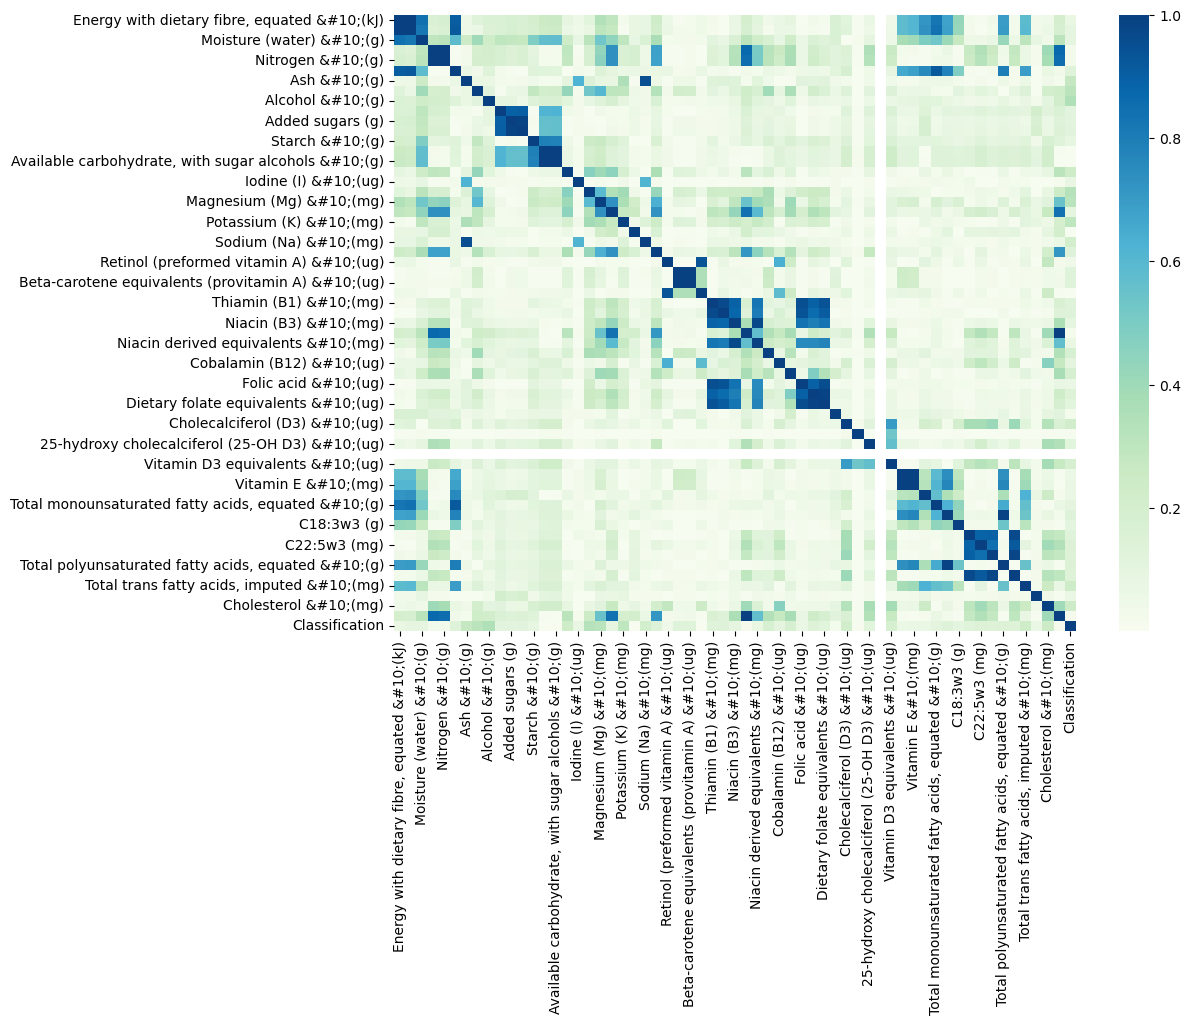 Energy with dietary fibre, equated &#10;(kJ)
Moisture (water) &#10;(g)
Nitrogen &#10;(g)
Ash &#10;(g)
Alcohol &#10;(g)
Added sugars (g)
Starch &#10;(g)
Available carbohydrate, with sugar alcohols &#10;(g)
Iodine (I) &#10;(ug)
Magnesium (Mg) &#10;(mg)
Potassium (K) &#10;(mg)
Sodium (Na) &#10;(mg)
Retinol (preformed vitamin A) &#10;(ug)
Beta-carotene equivalents (provitamin A) &#10;(ug)
Thiamin (B1) &#10;(mg)
Niacin (B3) &#10;(mg)
Niacin derived equivalents &#10;(mg)
Cobalamin (B12) &#10;(ug)
Folic acid &#10;(ug)
Dietary folate equivalents &#10;(ug)
Cholecalciferol (D3) &#10;(ug)
25-hydroxy cholecalciferol (25-OH D3) &#10;(ug)
Vitamin D3 equivalents &#10;(ug)
Vitamin E &#10;(mg)
Total monounsaturated fatty acids, equated &#10;(g)
C18:3w3 (g)
C22:5w3 (mg)
Total polyunsaturated fatty acids, equated &#10;(g)
Total trans fatty acids, imputed &#10;(mg)
Cholesterol &#10;(mg)
Classification
Energy with dietary fibre, equated &#10;(kJ)
Moisture (water) &#10;(g)
Nitrogen &#10;(g)
Ash &#10;(g)
Alcohol &#10;(g)
Added sugars (g)
Starch &#10;(g)
Available carbohydrate, with sugar alcohols &#10;(g)
Iodine (I) &#10;(ug)
Magnesium (Mg) &#10;(mg)
Potassium (K) &#10;(mg)
Sodium (Na) &#10;(mg)
Retinol (preformed vitamin A) &#10;(ug)
Beta-carotene equivalents (provitamin A) &#10;(ug)
Thiamin (B1) &#10;(mg)
Niacin (B3) &#10;(mg)
Niacin derived equivalents &#10;(mg)
Cobalamin (B12) &#10;(ug)
Folic acid &#10;(ug)
Dietary folate equivalents &#10;(ug)
Cholecalciferol (D3) &#10;(ug)
25-hydroxy cholecalciferol (25-OH D3) &#10;(ug)
Vitamin D3 equivalents &#10;(ug)
Vitamin E &#10;(mg)
Total monounsaturated fatty acids, equated &#10;(g)
C18:3w3 (g)
C22:5w3 (mg)
Total polyunsaturated fatty acids, equated &#10;(g)
Total trans fatty acids, imputed &#10;(mg)
Cholesterol &#10;(mg)
Classification
1.0
0.8
0.6
0.4
0.2